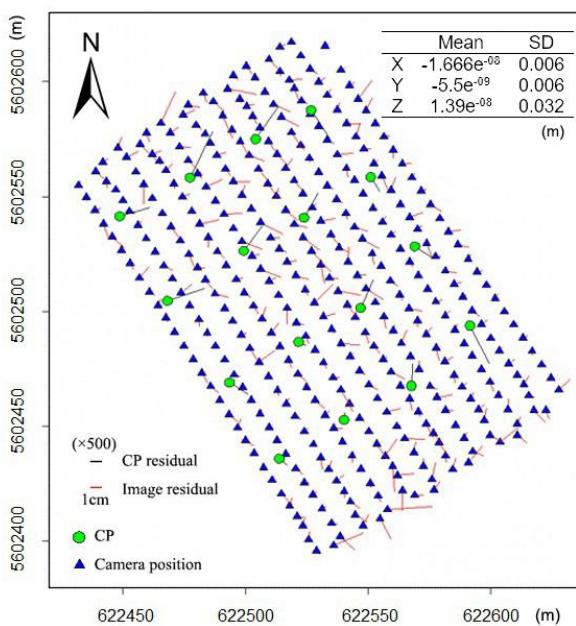 (m)
5602600
5602550
5602500
5602450
5602400
N
Mean SD
X -1.666e-08 0.006
Y -5.5e-09 0.006
Z 1.39e-08 0.032
(m)
(×500)
CP residual
Image residual
1cm
CP
Camera position
622450 622500 622550 622600 (m)